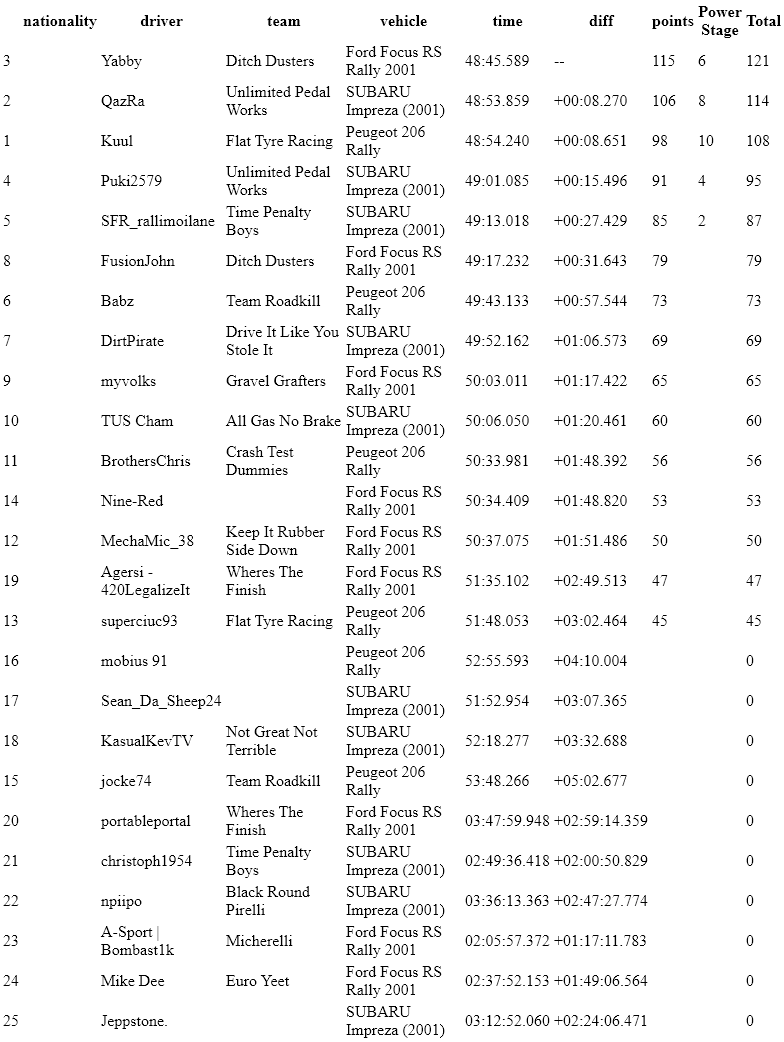 nationality driver team vehicle time diff points Power Stage Total
3 Yabby Ditch Dusters Ford Focus RS Rally 2001 48:45.589 -- 115 6 121
2 QazRa Unlimited Pedal Works SUBARU Impreza (2001) 48:53.859 +00:08.270 106 8 114
1 Kuul Flat Tyre Racing Peugeot 206 Rally 48:54.240 +00:08.651 98 10 108
4 Puki2579 Unlimited Pedal Works SUBARU Impreza (2001) 49:01.085 +00:15.496 91 4 95
5 SFR_rallimoilane Time Penalty Boys SUBARU Impreza (2001) 49:13.018 +00:27.429 85 2 87
8 FusionJohn Ditch Dusters Ford Focus RS Rally 2001 49:17.232 +00:31.643 79 79
6 Babz Team Roadkill Peugeot 206 Rally 49:43.133 +00:57.544 73 73
7 DirtPirate Drive It Like You Stole It SUBARU Impreza (2001) 49:52.162 +01:06.573 69 69
9 myvolks Gravel Grafters Ford Focus RS Rally 2001 50:03.011 +01:17.422 65 65
10 TUS Cham All Gas No Brake SUBARU Impreza (2001) 50:06.050 +01:20.461 60 60
11 BrothersChris Crash Test Dummies Peugeot 206 Rally 50:33.981 +01:48.392 56 56
14 Nine-Red Ford Focus RS Rally 2001 50:34.409 +01:48.820 53 53
12 MechaMic_38 Keep It Rubber Side Down Ford Focus RS Rally 2001 50:37.075 +01:51.486 50 50
19 Agersi - 420LegalizeIt Wheres The Finish Ford Focus RS Rally 2001 51:35.102 +02:49.513 47 47
13 superciuc93 Flat Tyre Racing Peugeot 206 Rally 51:48.053 +03:02.464 45 45
16 mobius 91 Peugeot 206 Rally 52:55.593 +04:10.004 0
17 Sean_Da_Sheep24 SUBARU Impreza (2001) 51:52.954 +03:07.365 0
18 KasualKevTV Not Great Not Terrible SUBARU Impreza (2001) 52:18.277 +03:32.688 0
15 jocke74 Team Roadkill Peugeot 206 Rally 53:48.266 +05:02.677 0
20 portableportal Wheres The Finish Ford Focus RS Rally 2001 03:47:59.948 +02:59:14.359 0
21 christoph1954 Time Penalty Boys SUBARU Impreza (2001) 02:49:36.418 +02:00:50.829 0
22 npiipo Black Round Pirelli SUBARU Impreza (2001) 03:36:13.363 +02:47:27.774 0
23 A-Sport | Bombast1k Micherelli Ford Focus RS Rally 2001 02:05:57.372 +01:17:11.783 0
24 Mike Dee Euro Yeet Ford Focus RS Rally 2001 02:37:52.153 +01:49:06.564 0
25 Jeppstone. SUBARU Impreza (2001) 03:12:52.060 +02:24:06.471 0